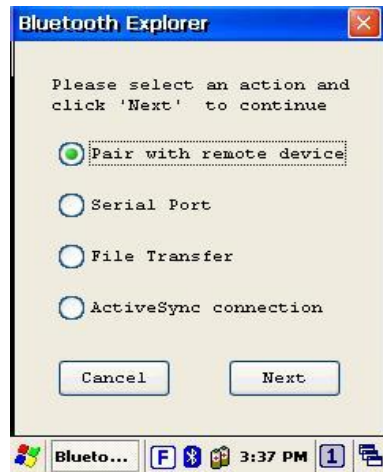 Bluetooth Explorer
Please select an action and
click 'Next' to continue
Pair with remote device
Serial Port
File Transfer
ActiveSync connection
Cancel Next
Blueto... F 3:37 PM 1